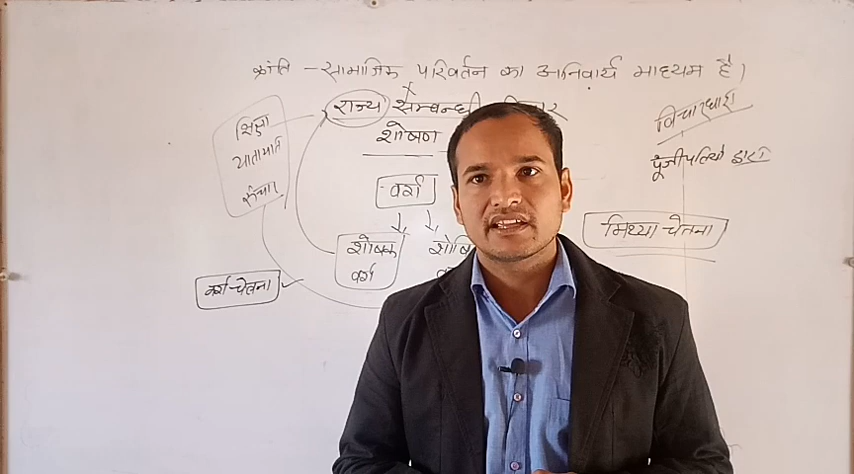 क्रांति - सामाजिक परिवर्तन का अनिवार्य माध्यम है।
राज्य सम्बन्धी
विचारधारा
शिक्षा
यातायात
संचार
शोषण
पूँजीपतियो द्वारा
वर्ग
मिथ्या चेतना
शोषक
वर्ग
वर्ग चेतना